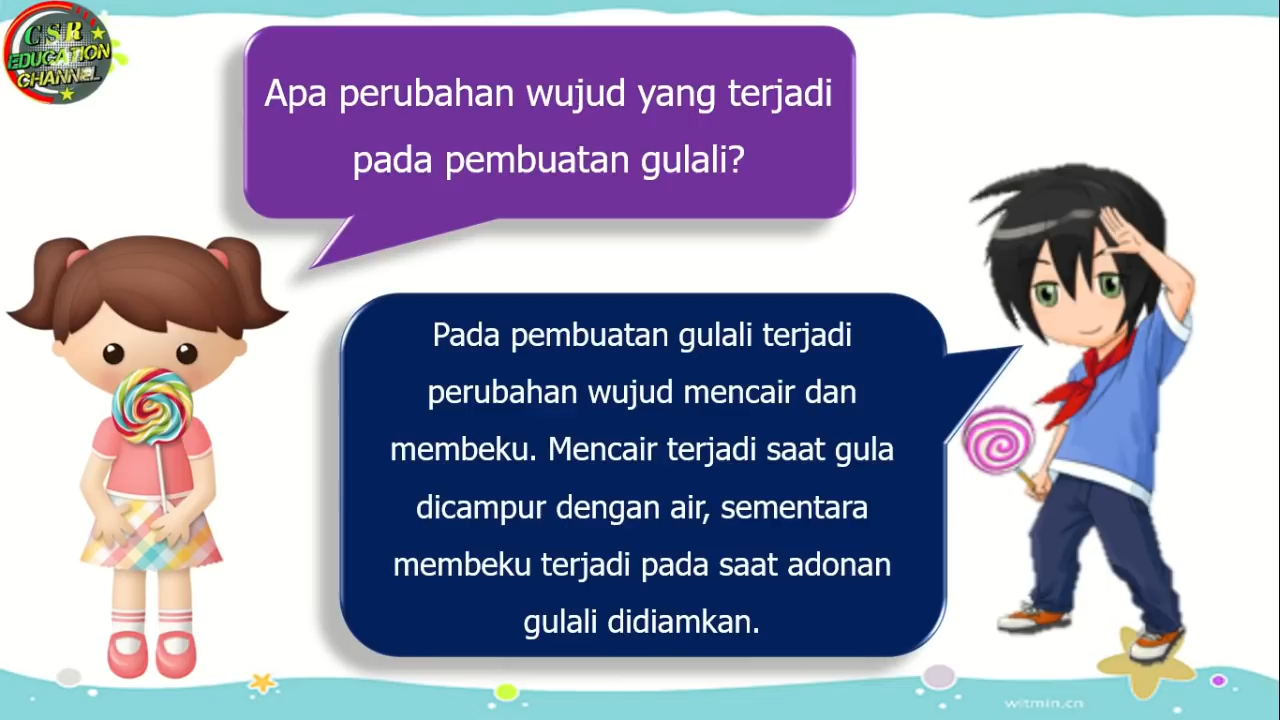 GSR
EDUCATION
CHANNEL
Apa perubahan wujud yang terjadi
pada pembuatan gulali?
Pada pembuatan gulali terjadi
perubahan wujud mencair dan
membeku. Mencair terjadi saat gula
dicampur dengan air, sementara
membeku terjadi pada saat adonan
gulali didiamkan.
witmin.cn